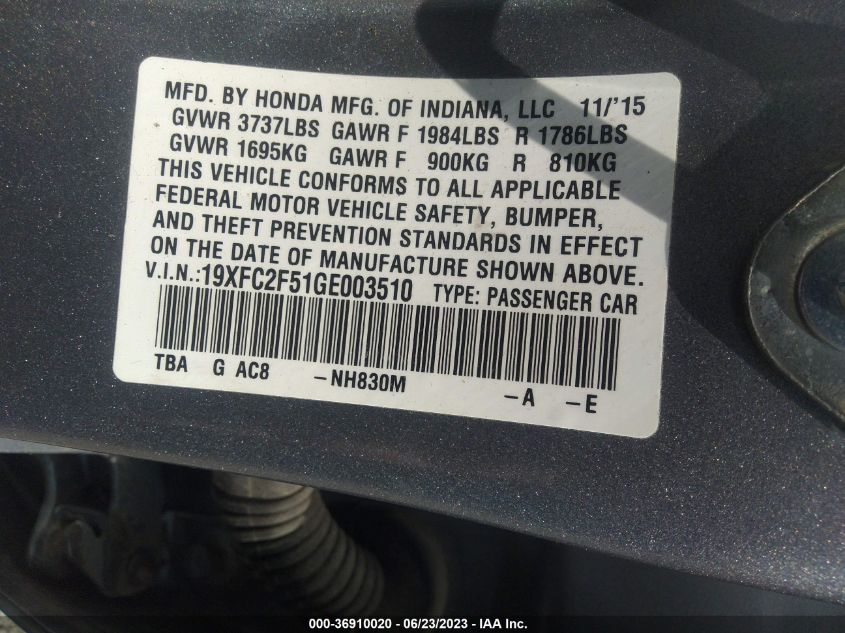 MFD. BY HONDA MFG. OF INDIANA, LLC 11/'15
GVWR 3737LBS GAWR F 1984LBS R 1786LBS
GVWR 1695KG GAWR F 900KG R 810KG
THIS VEHICLE CONFORMS TO ALL APPLICABLE
FEDERAL MOTOR VEHICLE SAFETY, BUMPER,
AND THEFT PREVENTION STANDARDS IN EFFECT
ON THE DATE OF MANUFACTURE SHOWN ABOVE.
V.I.N.:19XFC2F51GE003510 TYPE: PASSENGER CAR
TBA G AC8 -NH830M -A -E
000-36910020 - 06/23/2023 - IAA Inc.